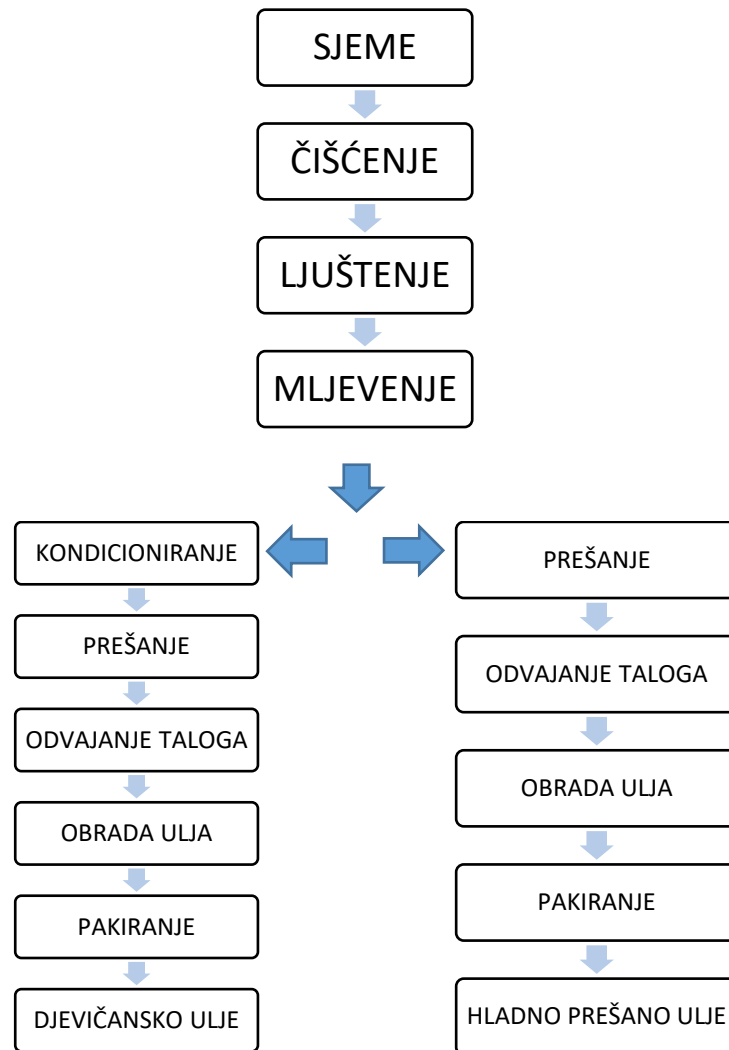 SJEME
ČIŠĆENJE
LJUŠTENJE
MLJEVENJE
KONDICIONIRANJE
PREŠANJE
ODVAJANJE TALOGA
OBRADA ULJA
PAKIRANJE
DJEVIČANSKO ULJE
PREŠANJE
ODVAJANJE TALOGA
OBRADA ULJA
PAKIRANJE
HLADNO PREŠANO ULJE